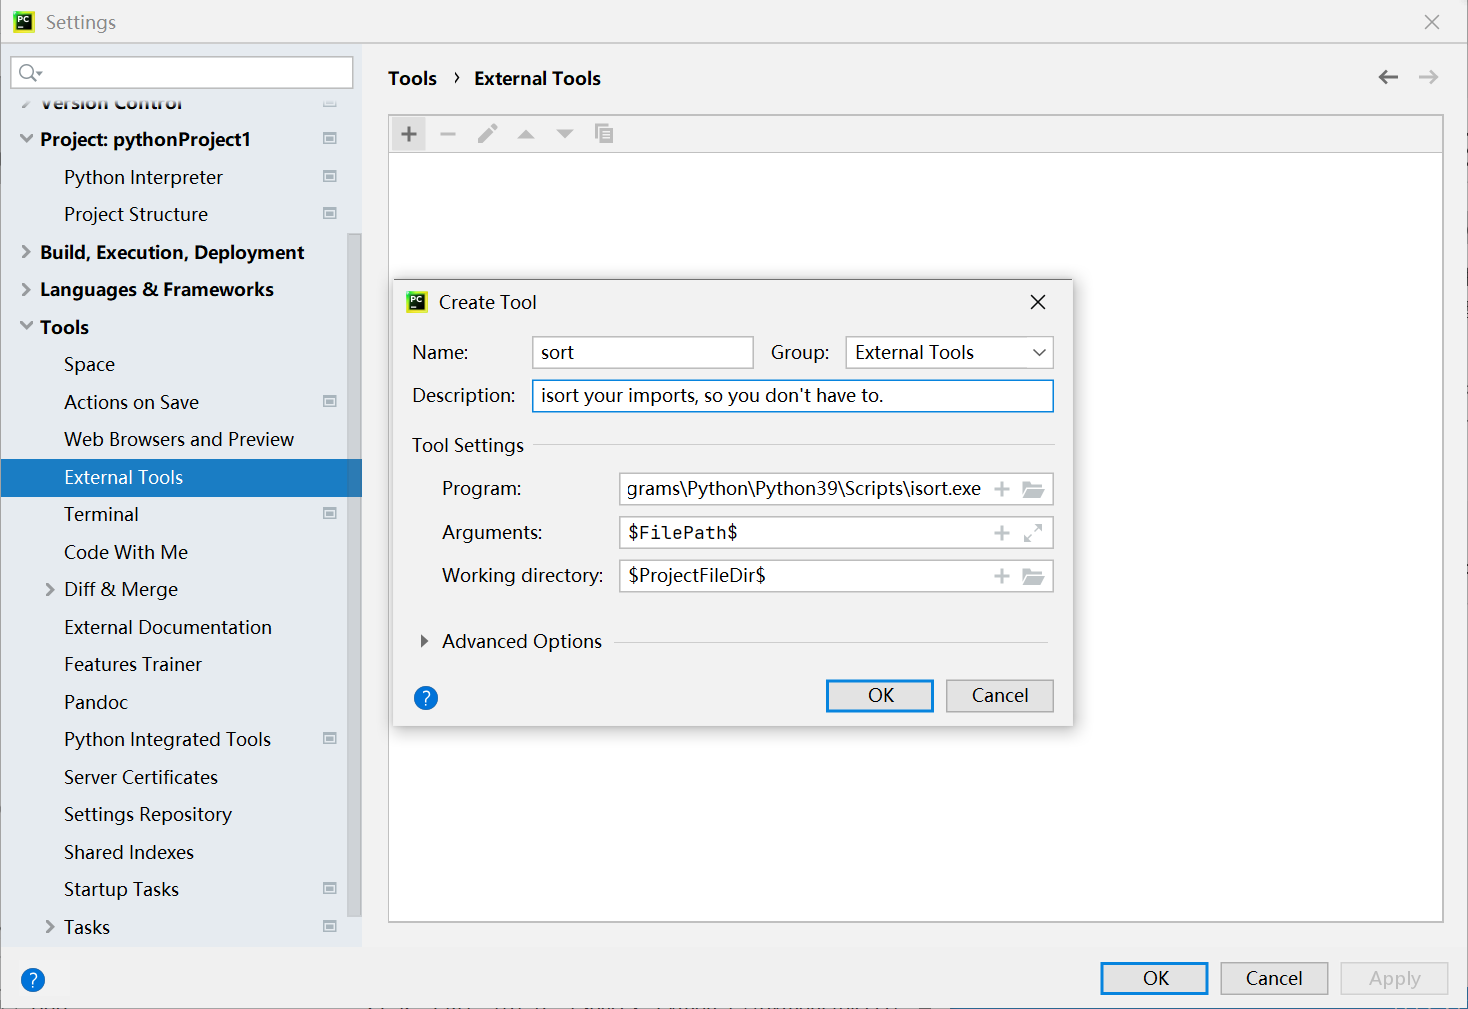 Settings
Version Control
Project: pythonProject1
Python Interpreter
Project Structure
Build, Execution, Deployment
Languages & Frameworks
Tools
Space
Actions on Save
Web Browsers and Preview
External Tools
Terminal
Code With Me
Diff & Merge
External Documentation
Features Trainer
Pandoc
Python Integrated Tools
Server Certificates
Settings Repository
Shared Indexes
Startup Tasks
Tasks
Tools › External Tools
Create Tool
Name: sort Group: External Tools
Description: isort your imports, so you don't have to.
Tool Settings
Program: grams\Python\Python39\Scripts\isort.exe
Arguments: $FilePath$
Working directory: $ProjectFileDir$
Advanced Options
? OK Cancel
? OK Cancel Apply